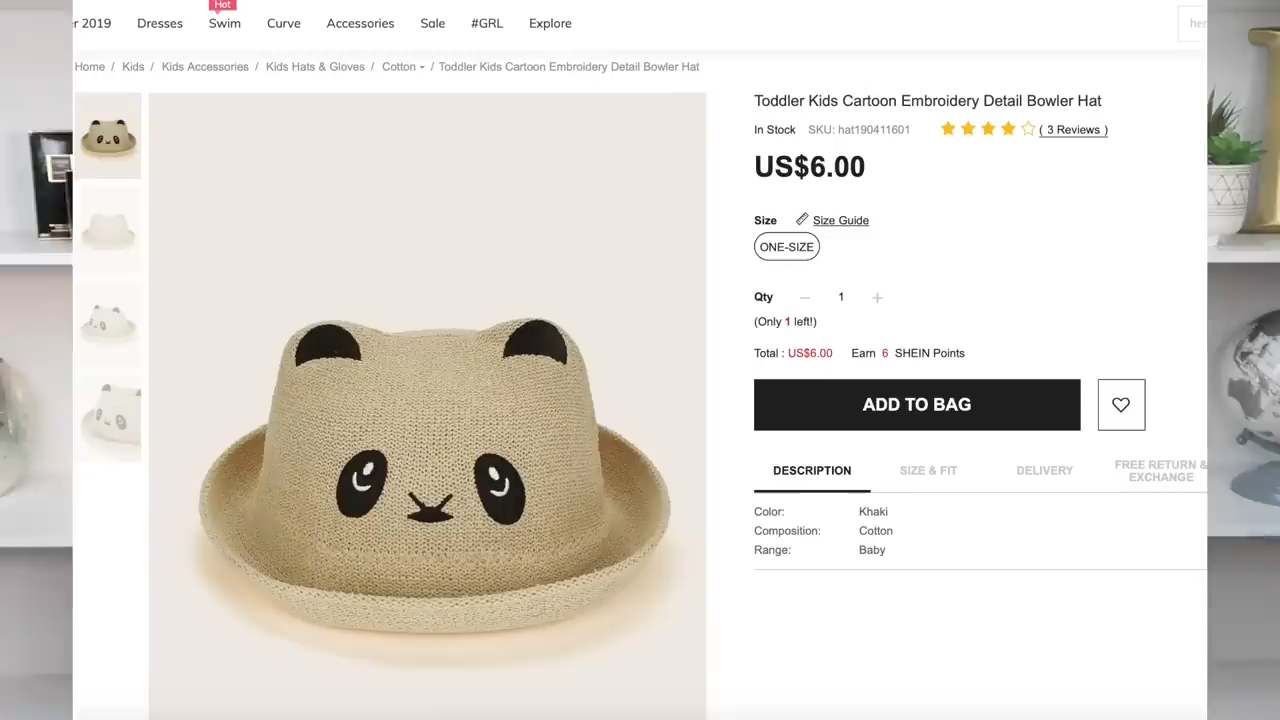 Hot
r 2019 Dresses Swim Curve Accessories Sale #GRL Explore
Home / Kids / Kids Accessories / Kids Hats & Gloves / Cotton / Toddler Kids Cartoon Embroidery Detail Bowler Hat
Toddler Kids Cartoon Embroidery Detail Bowler Hat
In Stock SKU: hat190411601 ( 3 Reviews )
US$6.00
Size Size Guide
ONE-SIZE
Qty – 1 +
(Only 1 left!)
Total : US$6.00 Earn 6 SHEIN Points
ADD TO BAG
DESCRIPTION SIZE & FIT DELIVERY FREE RETURN & EXCHANGE
Color: Khaki
Composition: Cotton
Range: Baby